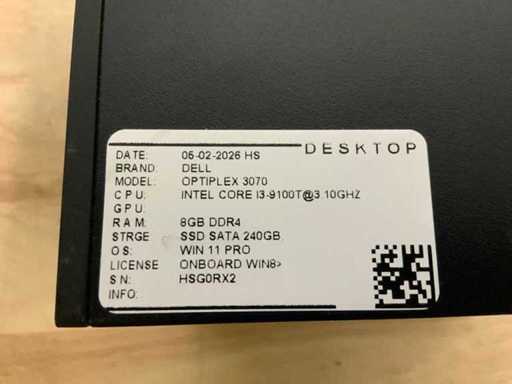 DESKTOP
DATE: 05-02-2026 HS
BRAND: DELL
MODEL: OPTIPLEX 3070
CPU: INTEL CORE I3-9100T@3.10GHZ
GPU:
RAM: 8GB DDR4
STRGE SSD SATA 240GB
OS: WIN 11 PRO
LICENSE ONBOARD WIN8>
SN: HSG0RX2
INFO: